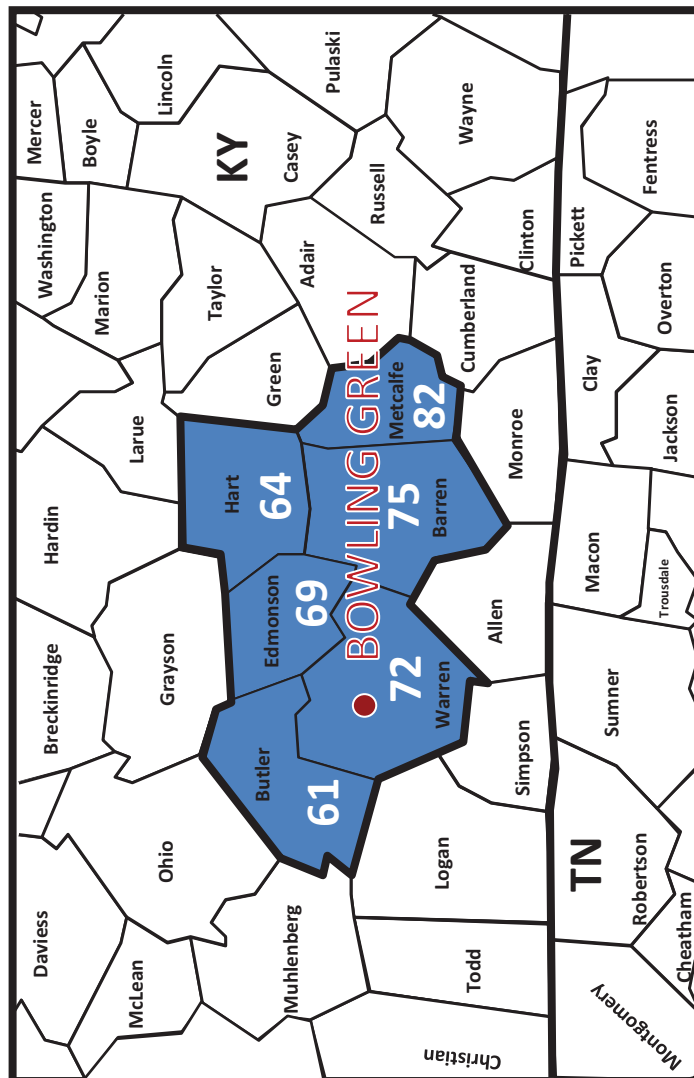 Daviess
Breckinridge
Hardin
Washington
Mercer
Boyle
Lincoln
Pulaski
McLean
Ohio
Grayson
Larue
Marion
Taylor
Casey
KY
Muhlenberg
Butler
61
Edmonson
69
Hart
64
Green
Adair
Russell
Wayne
BOWLING GREEN
72
Warren
75
Barren
Metcalfe
82
Christian
Todd
Logan
Simpson
Allen
Monroe
Cumberland
Clinton
TN
Montgomery
Cheatham
Robertson
Sumner
Trousdale
Macon
Jackson
Clay
Overton
Pickett
Fentress